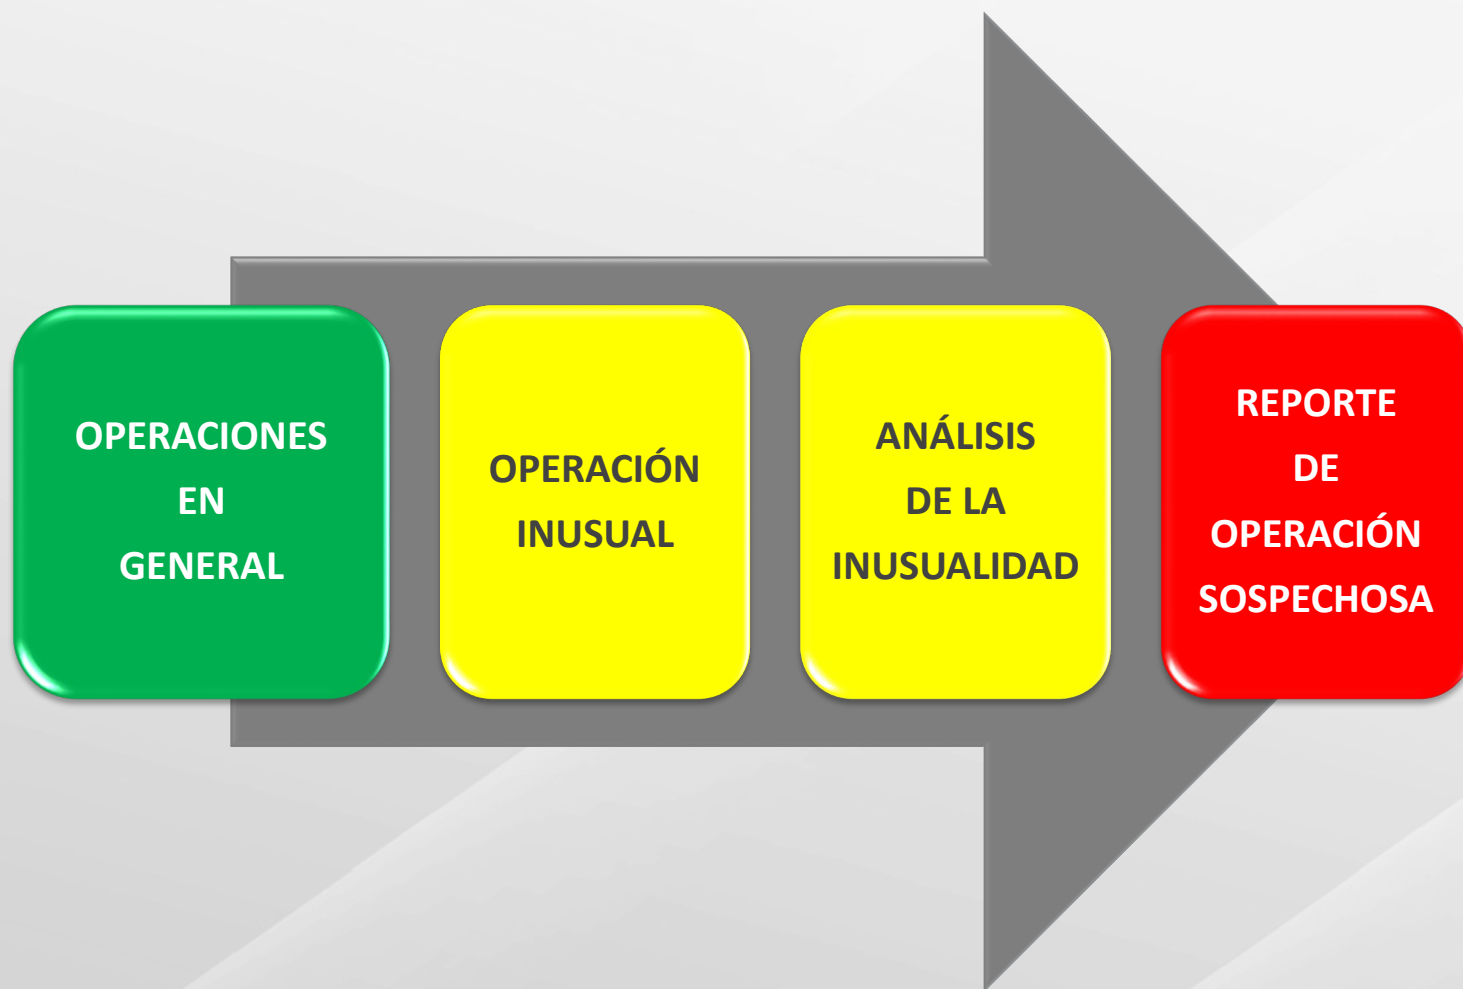 OPERACIONES
EN
GENERAL
OPERACIÓN
INUSUAL
ANÁLISIS
DE LA
INUSUALIDAD
REPORTE
DE
OPERACIÓN
SOSPECHOSA